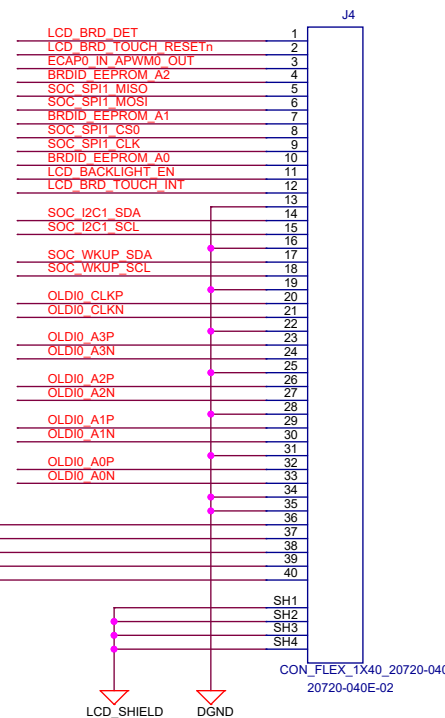 J4
LCD_BRD_DET 1
LCD_BRD_TOUCH_RESETn 2
ECAP0_IN_APWM0_OUT 3
BRDID_EEPROM_A2 4
SOC_SPI1_MISO 5
SOC_SPI1_MOSI 6
BRDID_EEPROM_A1 7
SOC_SPI1_CS0 8
SOC_SPI1_CLK 9
BRDID_EEPROM_A0 10
LCD_BACKLIGHT_EN 11
LCD_BRD_TOUCH_INT 12
13
SOC_I2C1_SDA 14
SOC_I2C1_SCL 15
16
SOC_WKUP_SDA 17
SOC_WKUP_SCL 18
19
OLDI0_CLKP 20
OLDI0_CLKN 21
22
OLDI0_A3P 23
OLDI0_A3N 24
25
OLDI0_A2P 26
OLDI0_A2N 27
28
OLDI0_A1P 29
OLDI0_A1N 30
31
OLDI0_A0P 32
OLDI0_A0N 33
34
35
36
37
38
39
40
SH1
SH2
SH3
SH4
CON_FLEX_1X40_20720-040
20720-040E-02
LCD_SHIELD DGND